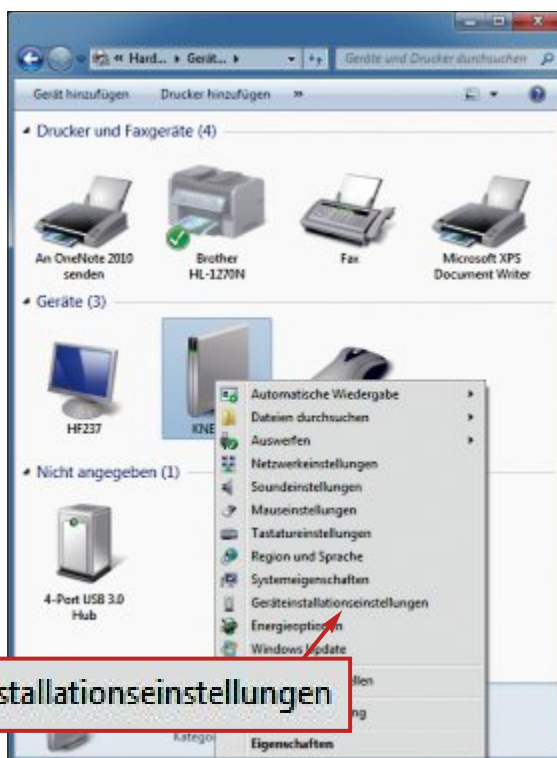 « Hard... ▸ Gerät... ▸
Geräte und Drucker durchsuchen
Gerät hinzufügen Drucker hinzufügen »
Drucker und Faxgeräte (4)
An OneNote 2010 senden
Brother HL-1270N
Fax
Microsoft XPS Document Writer
Geräte (3)
HF237
KNE
Automatische Wiedergabe
Dateien durchsuchen
Auswerfen
Netzwerkeinstellungen
Soundeinstellungen
Mauseinstellungen
Tastatureinstellungen
Region und Sprache
Systemeigenschaften
Geräteinstallationseinstellungen
Energieoptionen
Windows Update
Nicht angegeben (1)
4-Port USB 3.0 Hub
stallationseinstellungen
ellen
ng
Katego
Eigenschaften